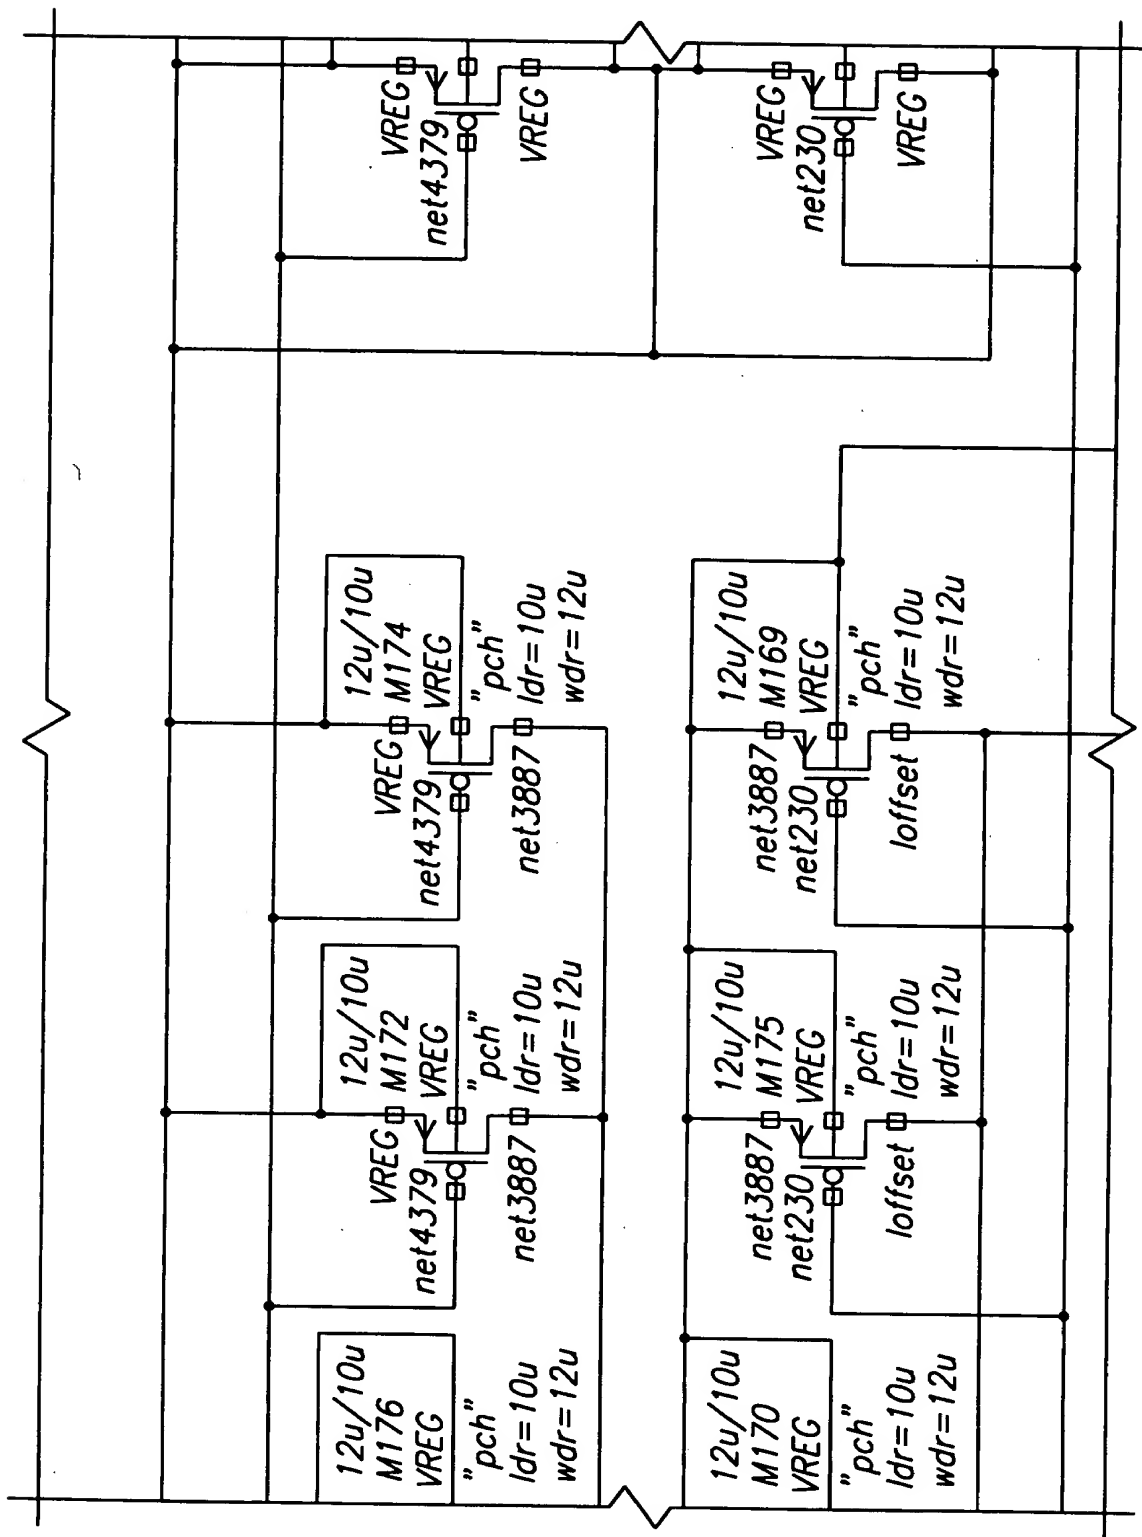 12u/10u
M176
VREG
"pch"
ldr=10u
wdr=12u
VREG
net4379
net3887
12u/10u
M172
VREG
"pch"
ldr=10u
wdr=12u
VREG
net4379
net3887
12u/10u
M174
VREG
"pch"
ldr=10u
wdr=12u
VREG
net4379
VREG
12u/10u
M170
VREG
"pch"
ldr=10u
wdr=12u
net3887
net230
Ioffset
12u/10u
M175
VREG
"pch"
ldr=10u
wdr=12u
net3887
net230
Ioffset
12u/10u
M169
VREG
"pch"
ldr=10u
wdr=12u
VREG
net230
VREG